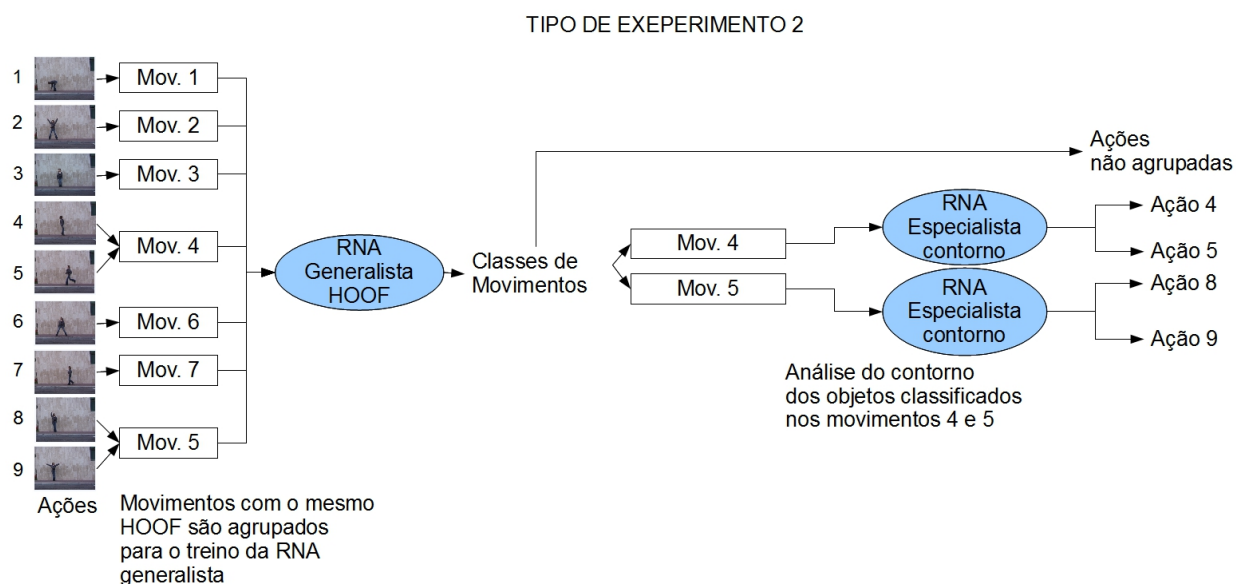 TIPO DE EXEPERIMENTO 2
1
Mov. 1
2
Mov. 2
3
Mov. 3
4
Mov. 4
5
6
Mov. 6
7
Mov. 7
8
Mov. 5
9
Ações
Movimentos com o mesmo
HOOF são agrupados
para o treino da RNA
generalista
RNA
Generalista
HOOF
Classes de
Movimentos
Ações
não agrupadas
Mov. 4
Mov. 5
RNA
Especialista
contorno
RNA
Especialista
contorno
Ação 4
Ação 5
Ação 8
Ação 9
Análise do contorno
dos objetos classificados
nos movimentos 4 e 5